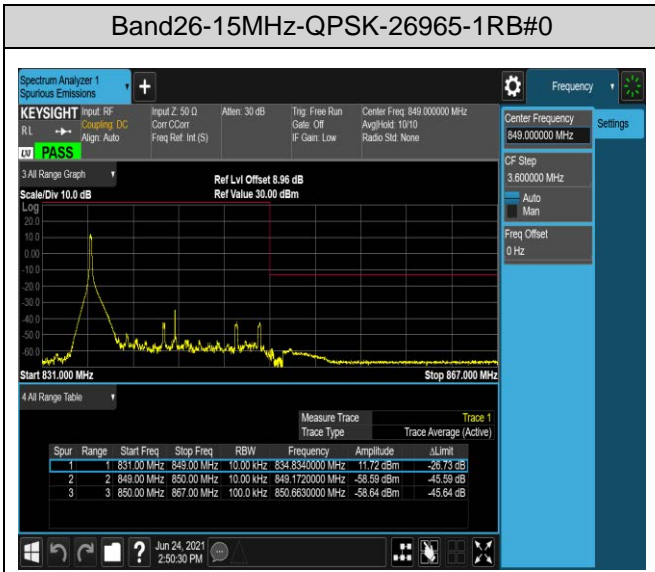 Band26-15MHz-QPSK-26965-1RB#0
Spectrum Analyzer 1
Spurious Emissions
Frequency
KEYSIGHT Input: RF Input Z: 50 Ω Atten: 30 dB Trig: Free Run Center Freq: 849.000000 MHz
RL Coupling: DC Corr CCorr Gate: Off Avg|Hold: 10/10
Align: Auto Freq Ref: Int (S) IF Gain: Low Radio Std: None
PASS
Center Frequency
849.000000 MHz
Settings
CF Step
3.600000 MHz
Auto
Man
Freq Offset
0 Hz
3 All Range Graph
Ref Lvl Offset 8.96 dB
Scale/Div 10.0 dB Ref Value 30.00 dBm
Log
20.0
10.0
0.00
-10.0
-20.0
-30.0
-40.0
-50.0
-60.0
Start 831.000 MHz Stop 867.000 MHz
4 All Range Table
Measure Trace Trace 1
Trace Type Trace Average (Active)
Spur Range Start Freq Stop Freq RBW Frequency Amplitude ΔLimit
1 1 831.00 MHz 849.00 MHz 10.00 kHz 834.8340000 MHz 11.72 dBm -26.73 dB
2 2 849.00 MHz 850.00 MHz 10.00 kHz 849.1720000 MHz -58.59 dBm -45.59 dB
3 3 850.00 MHz 867.00 MHz 100.0 kHz 850.6630000 MHz -58.64 dBm -45.64 dB
Jun 24, 2021
2:50:30 PM